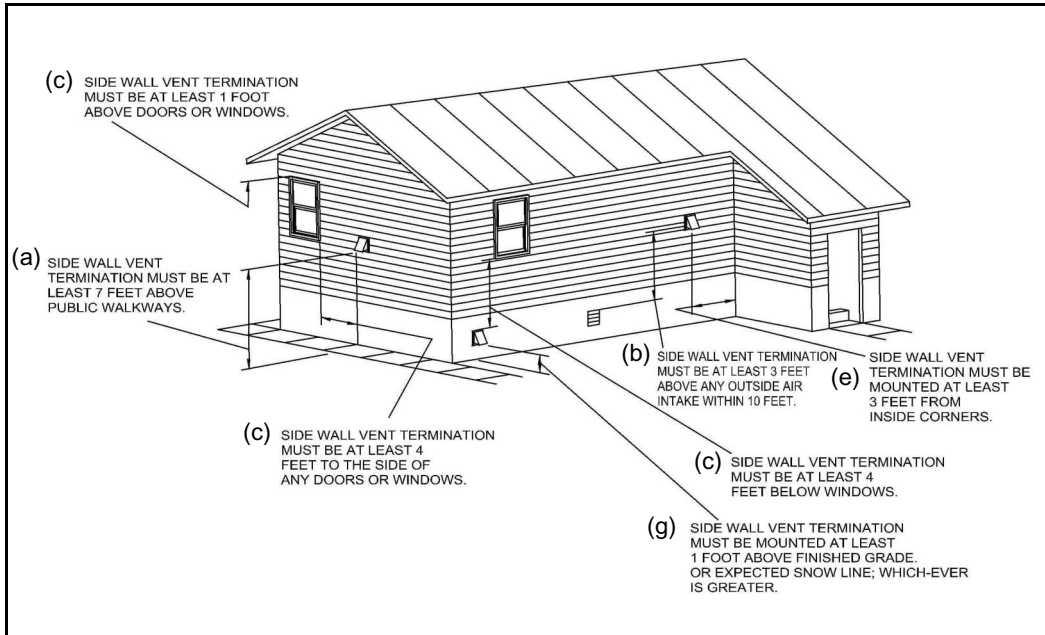 (c) SIDE WALL VENT TERMINATION
MUST BE AT LEAST 1 FOOT
ABOVE DOORS OR WINDOWS.
(a) SIDE WALL VENT
TERMINATION MUST BE AT
LEAST 7 FEET ABOVE
PUBLIC WALKWAYS.
(b) SIDE WALL VENT TERMINATION
MUST BE AT LEAST 3 FEET
ABOVE ANY OUTSIDE AIR
INTAKE WITHIN 10 FEET.
(e) SIDE WALL VENT
TERMINATION MUST BE
MOUNTED AT LEAST
3 FEET FROM
INSIDE CORNERS.
(c) SIDE WALL VENT TERMINATION
MUST BE AT LEAST 4
FEET TO THE SIDE OF
ANY DOORS OR WINDOWS.
(c) SIDE WALL VENT TERMINATION
MUST BE AT LEAST 4
FEET BELOW WINDOWS.
(g) SIDE WALL VENT TERMINATION
MUST BE MOUNTED AT LEAST
1 FOOT ABOVE FINISHED GRADE.
OR EXPECTED SNOW LINE; WHICH-EVER
IS GREATER.